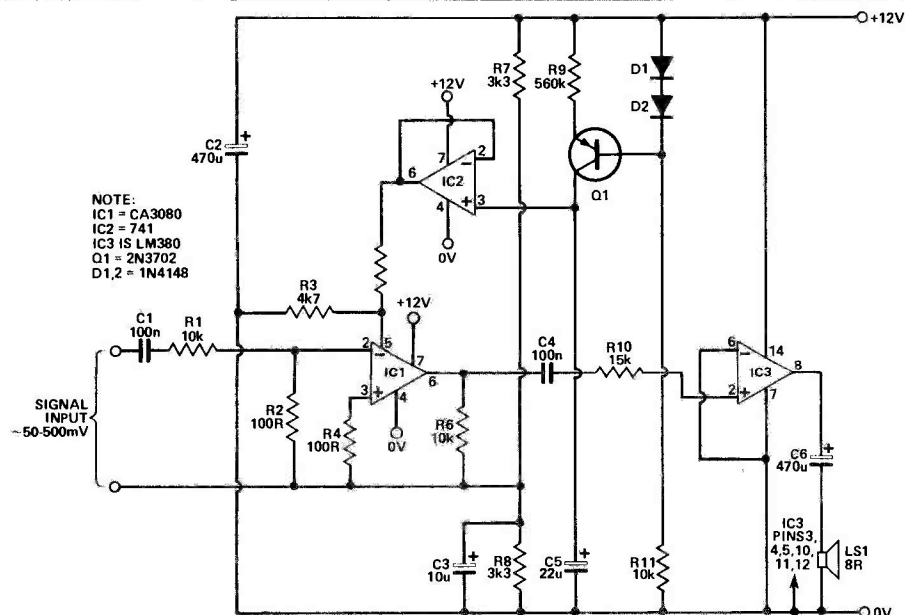 +12V
R7
3k3
R9
560k
D1
D2
+12V
C2
470u
+
7
2
6
IC2
3
4
0V
Q1
NOTE:
IC1 = CA3080
IC2 = 741
IC3 IS LM380
Q1 = 2N3702
D1,2 = 1N4148
R3
4k7
+12V
C1
100n
R1
10k
2
5
7
IC1
6
3
4
0V
C4
100n
R10
15k
6
14
IC3
8
2
7
SIGNAL
INPUT
~50-500mV
R2
100R
R4
100R
R6
10k
+
C6
470u
C3
10u
+
R8
3k3
C5
22u
+
R11
10k
IC3
PINS3,
4,5,10,
11,12
LS1
8R
0V